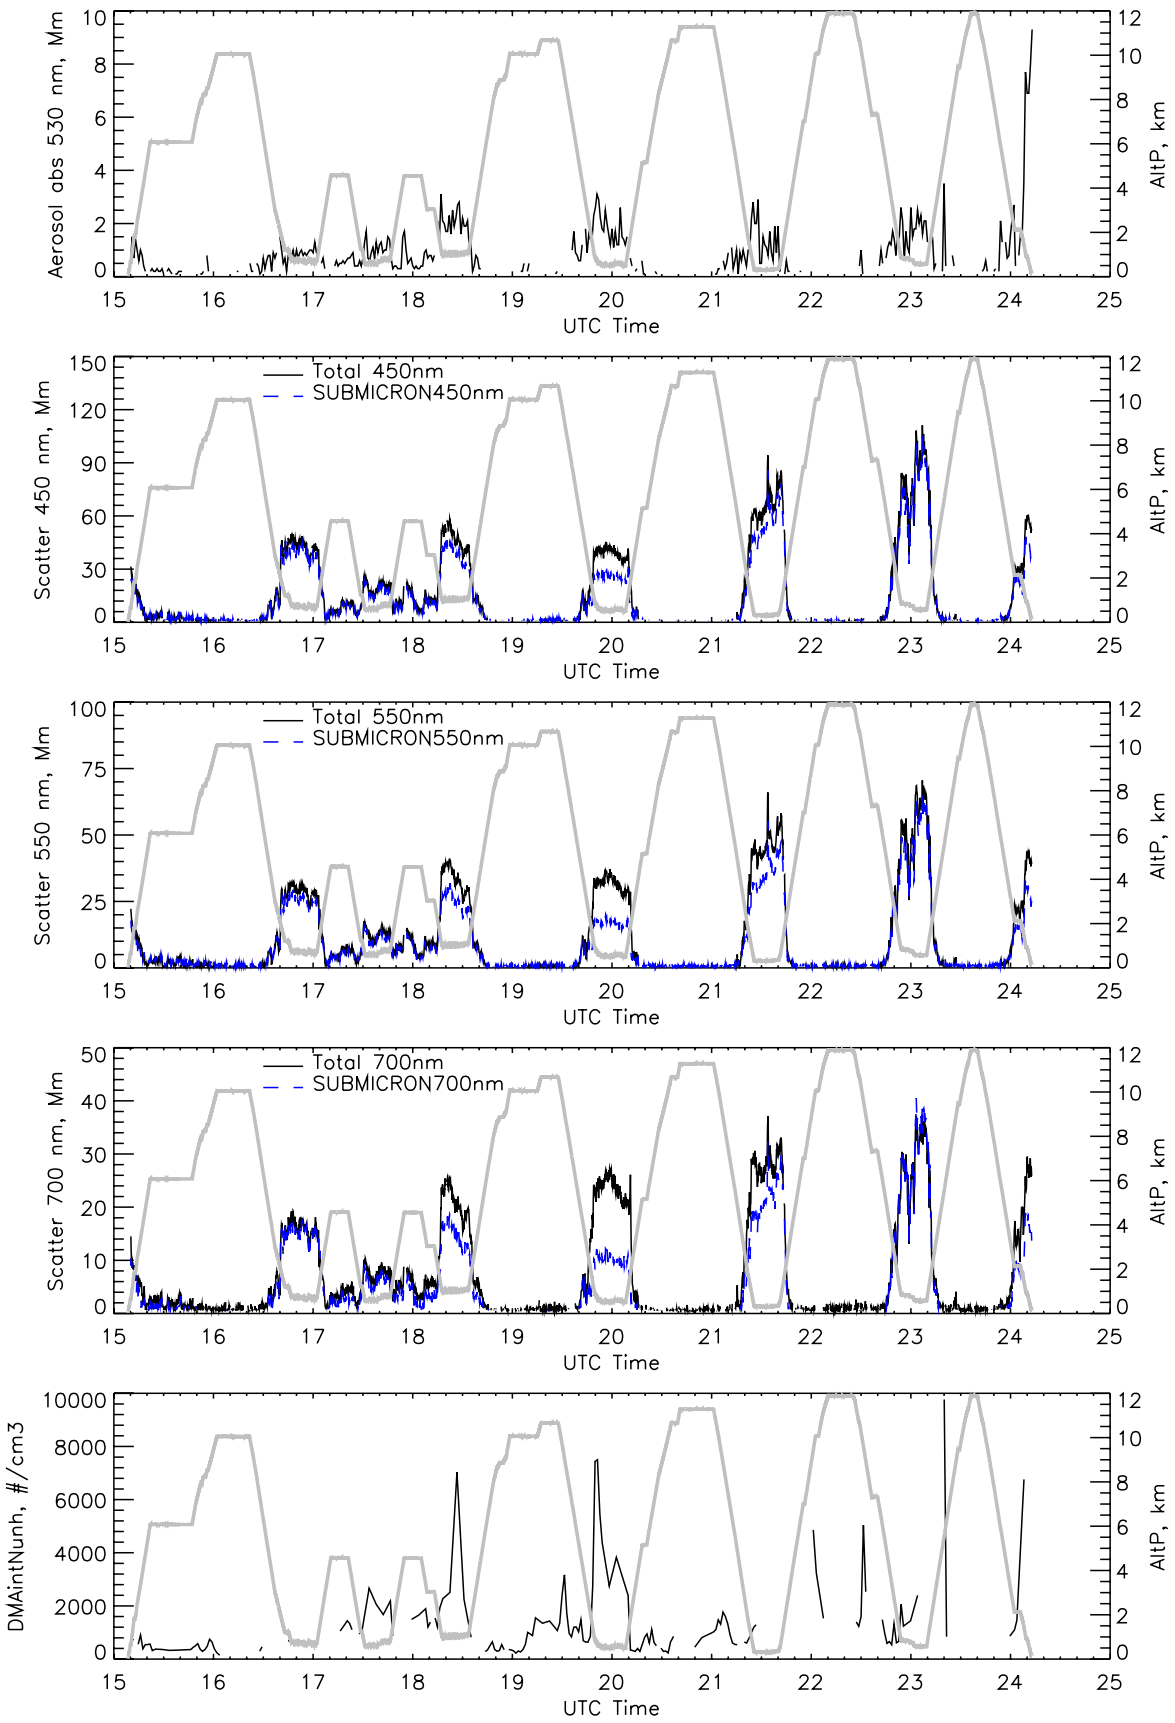 10
8
6
4
2
0
Aerosol abs 530 nm, Mm
12
10
8
6
4
2
0
AltP, km
15 16 17 18 19 20 21 22 23 24 25
UTC Time
Total 450nm
SUBMICRON450nm
150
120
90
60
30
0
Scatter 450 nm, Mm
12
10
8
6
4
2
0
AltP, km
15 16 17 18 19 20 21 22 23 24 25
UTC Time
Total 550nm
SUBMICRON550nm
100
75
50
25
0
Scatter 550 nm, Mm
12
10
8
6
4
2
0
AltP, km
15 16 17 18 19 20 21 22 23 24 25
UTC Time
Total 700nm
SUBMICRON700nm
50
40
30
20
10
0
Scatter 700 nm, Mm
12
10
8
6
4
2
0
AltP, km
15 16 17 18 19 20 21 22 23 24 25
UTC Time
10000
8000
6000
4000
2000
0
DMAintNunh, #/cm3
12
10
8
6
4
2
0
AltP, km
15 16 17 18 19 20 21 22 23 24 25
UTC Time